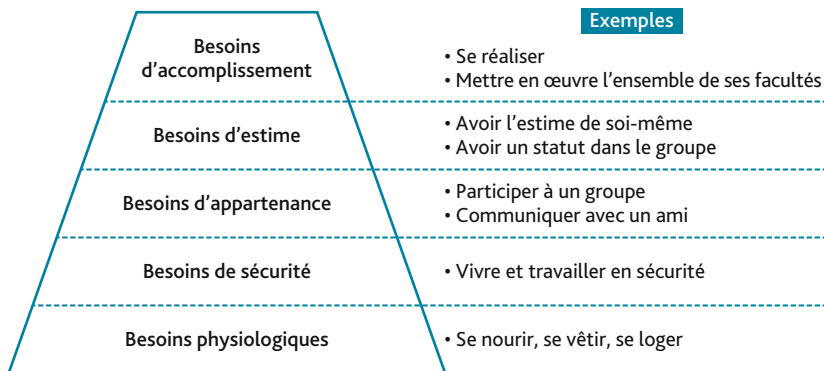 Exemples
Besoins
d'accomplissement
• Se réaliser
• Mettre en œuvre l'ensemble de ses facultés
Besoins d'estime
• Avoir l'estime de soi-même
• Avoir un statut dans le groupe
Besoins d'appartenance
• Participer à un groupe
• Communiquer avec un ami
Besoins de sécurité
• Vivre et travailler en sécurité
Besoins physiologiques
• Se nourrir, se vêtir, se loger